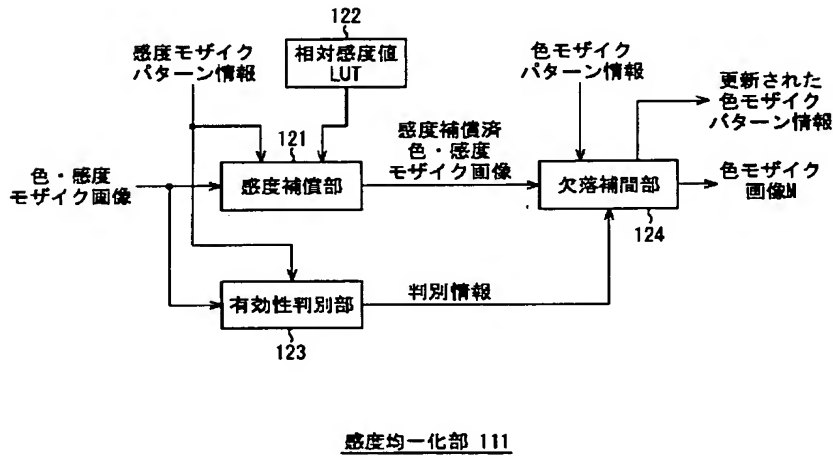 122
感度モザイク
パターン情報
相対感度値
LUT
色モザイク
パターン情報
更新された
色モザイク
パターン情報
121
感度補償部
感度補償済
色・感度
モザイク画像
色・感度
モザイク画像
欠落補間部
124
色モザイク
画像M
有効性判別部
123
判別情報
感度均一化部 111